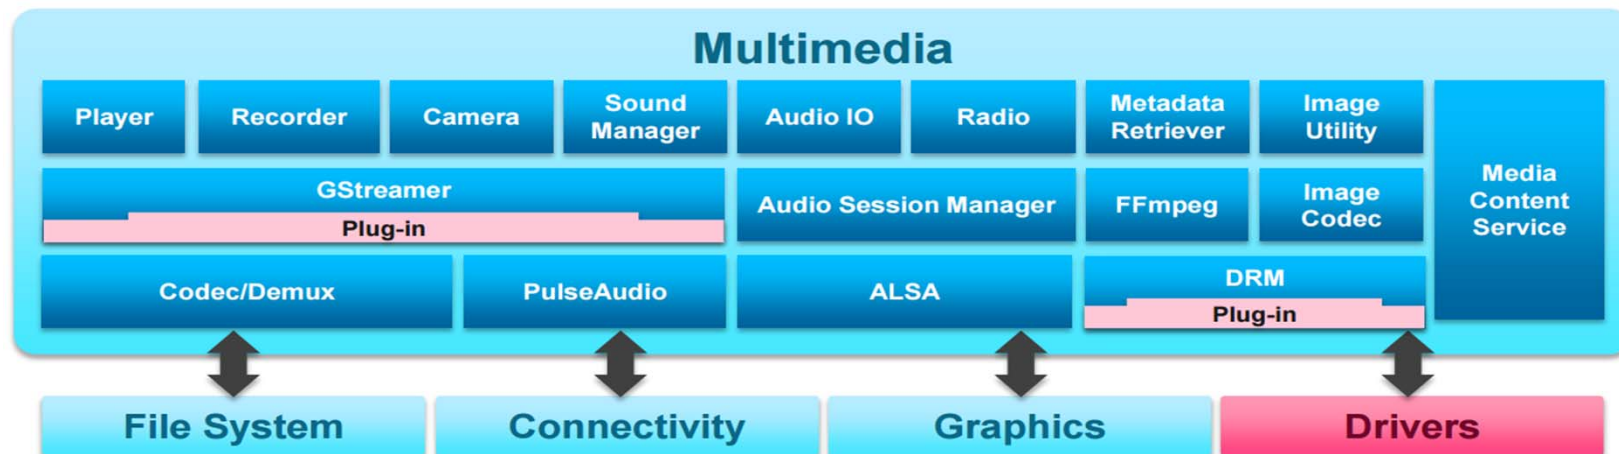 Multimedia
Player
Recorder
Camera
Sound
Manager
Audio IO
Radio
Metadata
Retriever
Image
Utility
Media
Content
Service
GStreamer
Plug-in
Audio Session Manager
FFmpeg
Image
Codec
Codec/Demux
PulseAudio
ALSA
DRM
Plug-in
File System
Connectivity
Graphics
Drivers